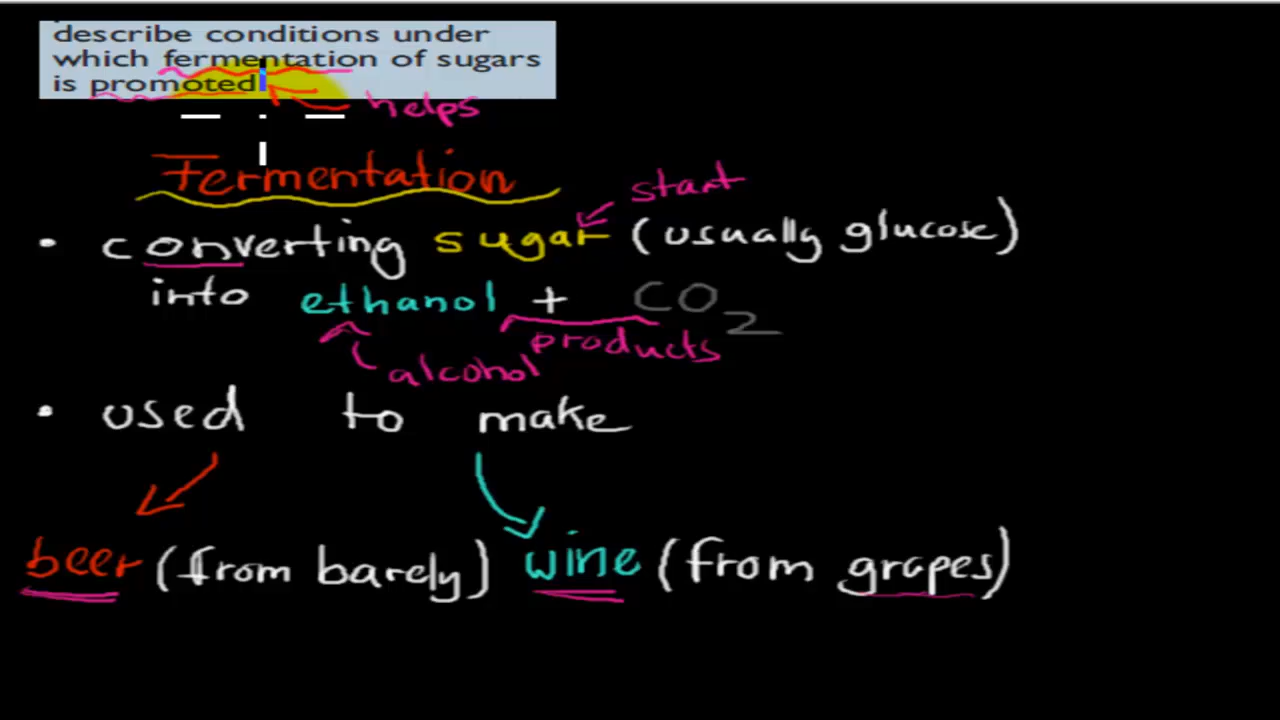 describe conditions under
which fermentation of sugars
is promoted
helps
Fermentation
start
• converting sugar (usually glucose)
into ethanol + CO2
products
alcohol
• used to make
beer (from barely) wine (from grapes)